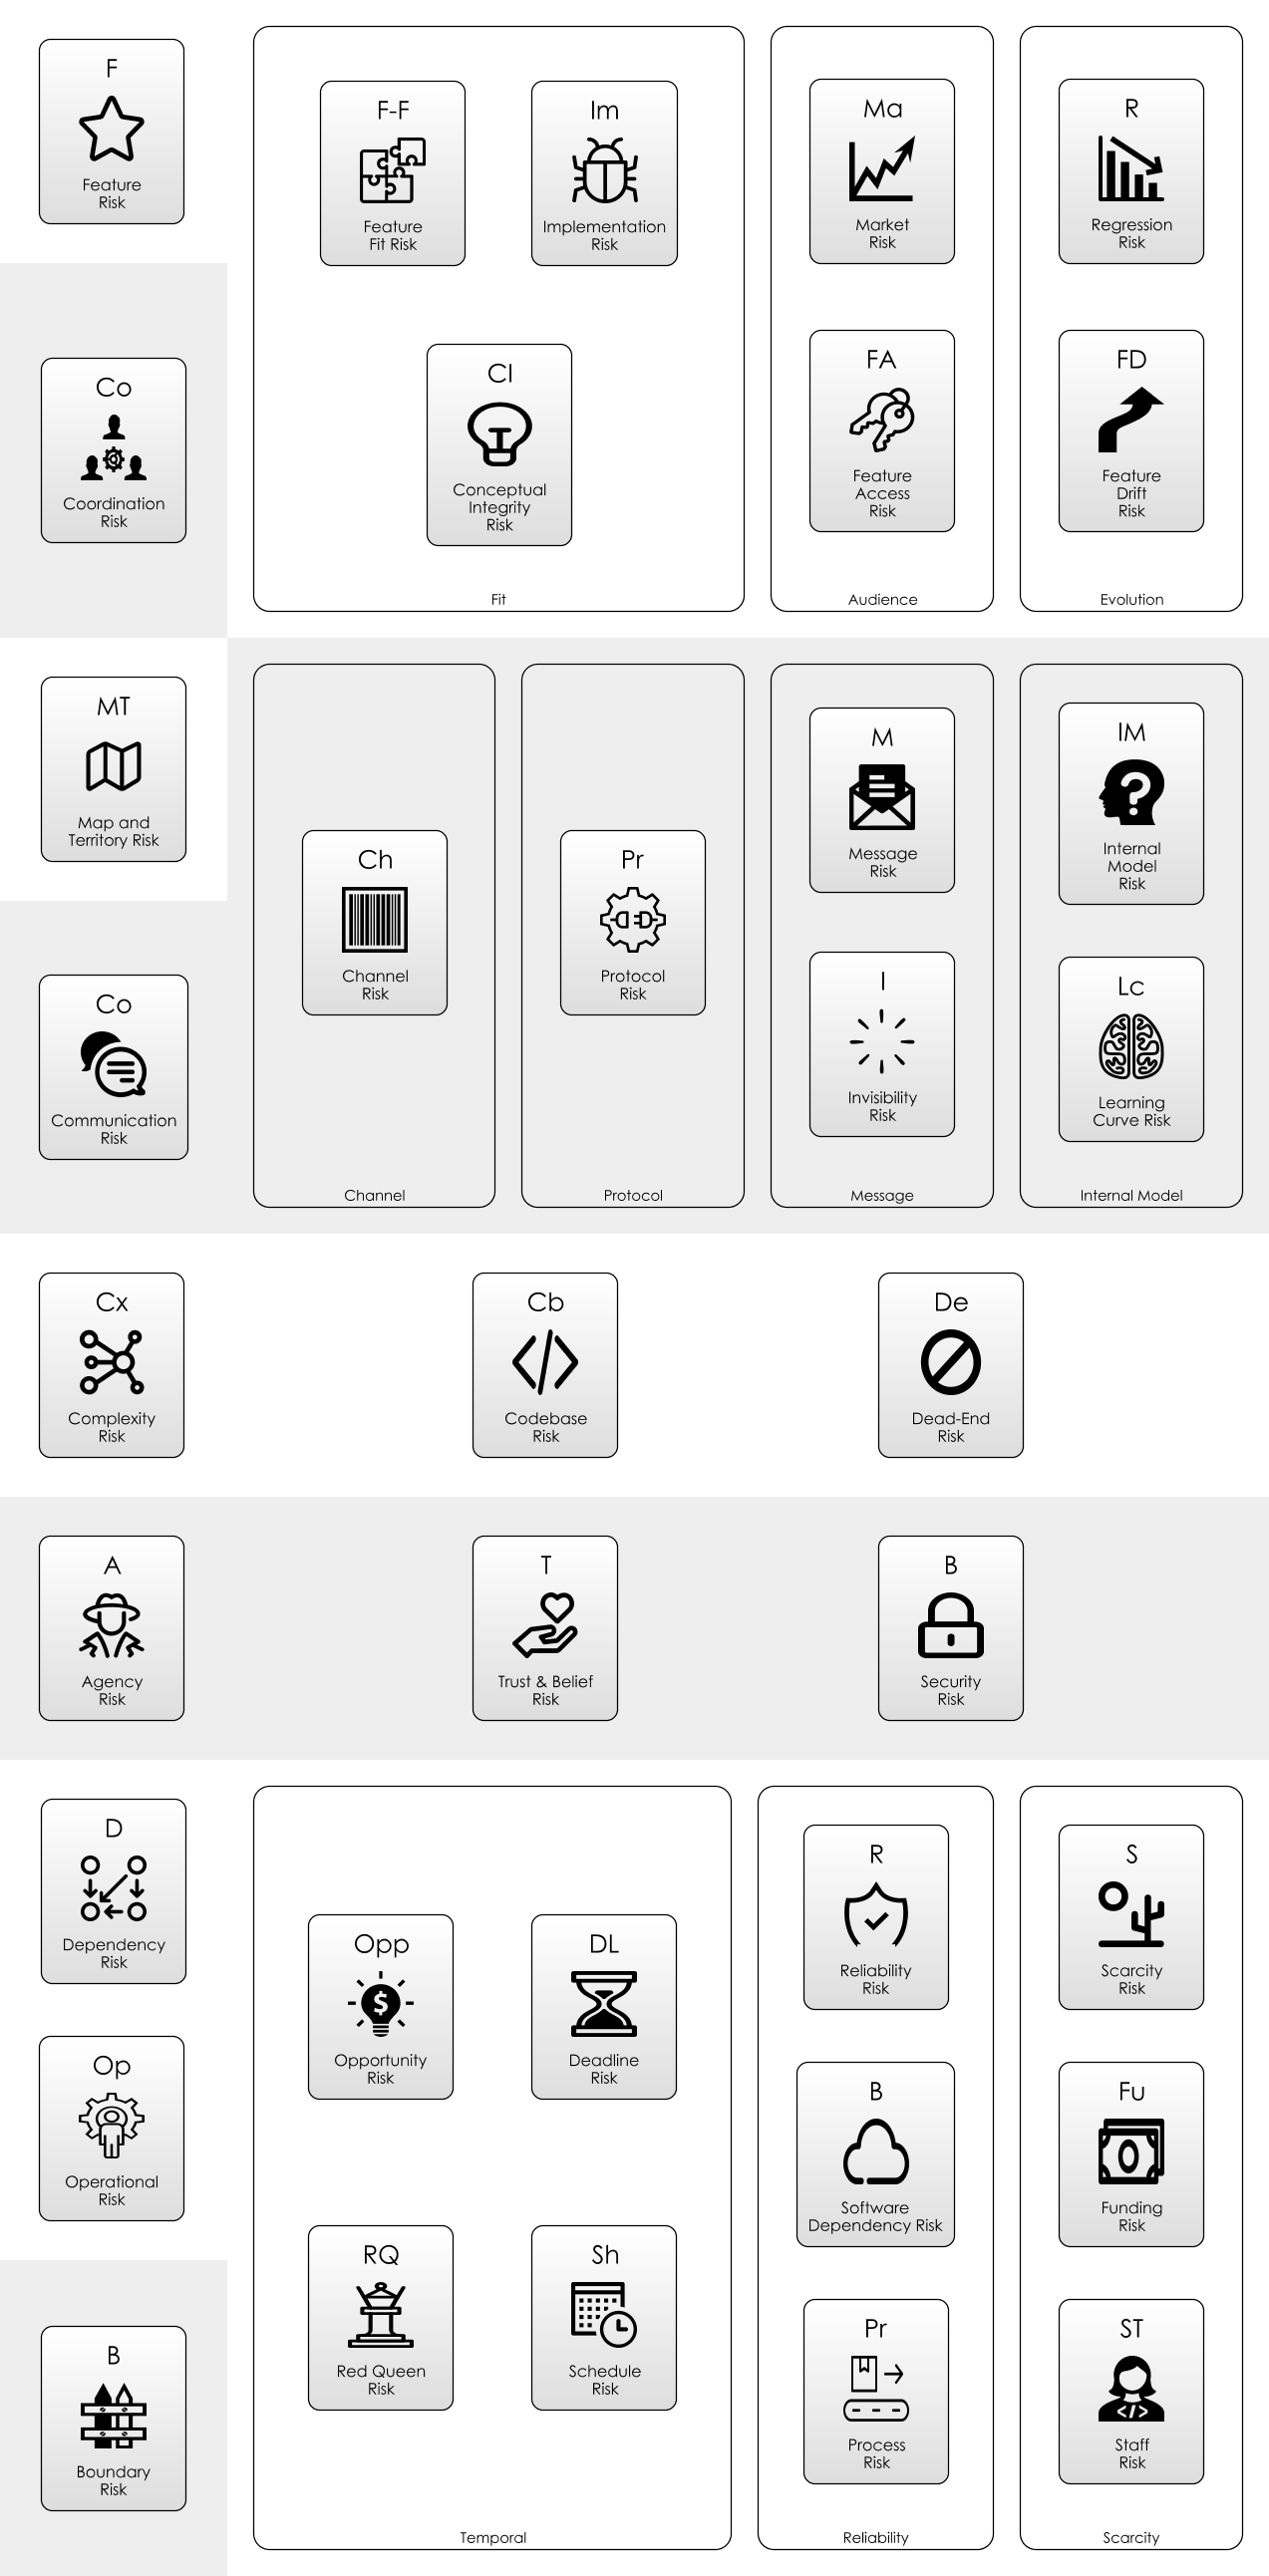 F
Feature
Risk
F-F
Feature
Fit Risk
Im
Implementation
Risk
Ma
Market
Risk
R
Regression
Risk
Co
Coordination
Risk
CI
Conceptual
Integrity
Risk
FA
Feature
Access
Risk
FD
Feature
Drift
Risk
Fit
Audience
Evolution
MT
Map and
Territory Risk
Co
Communication
Risk
Ch
Channel
Risk
Pr
Protocol
Risk
M
Message
Risk
IM
Internal
Model
Risk
I
Invisibility
Risk
Lc
Learning
Curve Risk
Channel
Protocol
Message
Internal Model
Cx
Complexity
Risk
Cb
Codebase
Risk
De
Dead-End
Risk
A
Agency
Risk
T
Trust & Belief
Risk
B
Security
Risk
D
Dependency
Risk
Op
Operational
Risk
B
Boundary
Risk
Opp
$
Opportunity
Risk
DL
Deadline
Risk
RQ
Red Queen
Risk
Sh
Schedule
Risk
R
Reliability
Risk
B
Software
Dependency Risk
Pr
Process
Risk
S
Scarcity
Risk
Fu
Funding
Risk
ST
</>
Staff
Risk
Temporal
Reliability
Scarcity